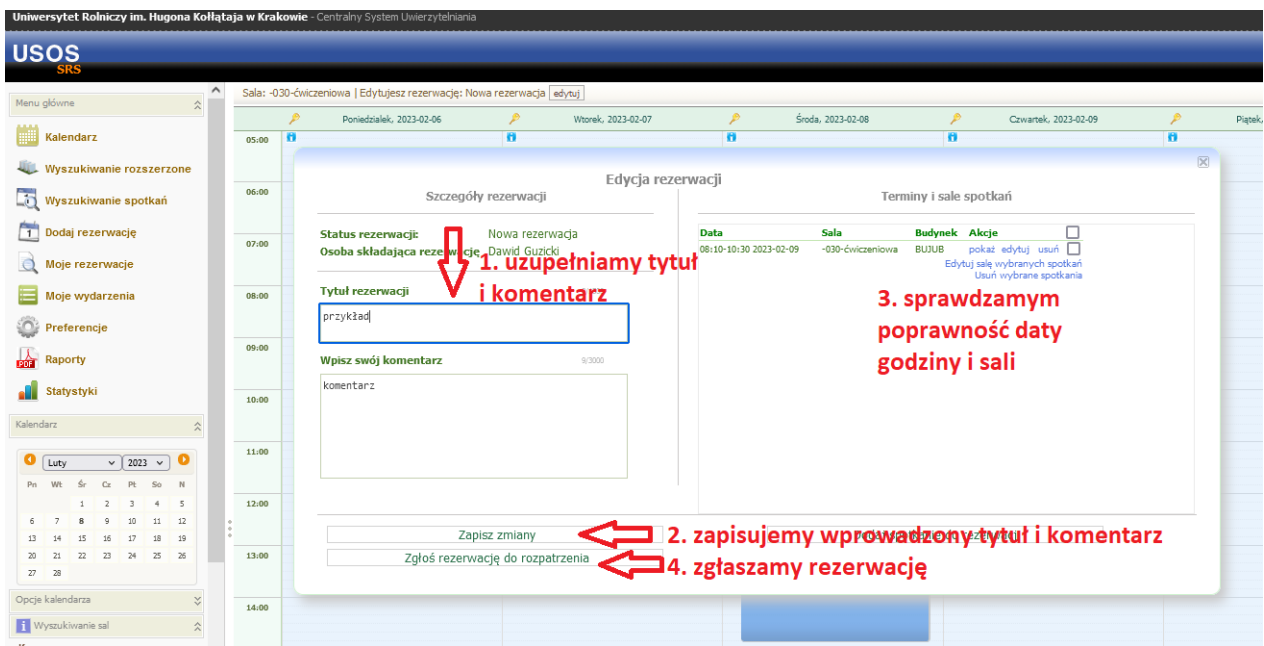 Uniwersytet Rolniczy im. Hugona Kołłątaja w Krakowie - Centralny System Uwierzytelniania
USOS
SRS
Menu główne
Kalendarz
Wyszukiwanie rozszerzone
Wyszukiwanie spotkań
Dodaj rezerwację
Moje rezerwacje
Moje wydarzenia
Preferencje
PDF
Raporty
Statystyki
Kalendarz
Luty 2023
Pn Wt Śr Cz Pt So N
1 2 3 4 5
6 7 8 9 10 11 12
13 14 15 16 17 18 19
20 21 22 23 24 25 26
27 28
Opcje kalendarza
Wyszukiwanie sal
Sala: -030-ćwiczeniowa | Edytujesz rezerwację: Nowa rezerwacja edytuj
Poniedziałek, 2023-02-06 Wtorek, 2023-02-07 Środa, 2023-02-08 Czwartek, 2023-02-09 Piątek,
05:00
06:00
07:00
08:00
09:00
10:00
11:00
12:00
13:00
14:00
Edycja rezerwacji
Szczegóły rezerwacji
Status rezerwacji: Nowa rezerwacja
Osoba składająca rezerwację Dawid Guzicki
1. uzupełniamy tytuł
i komentarz
Tytuł rezerwacji
przykład
Wpisz swój komentarz 9/3000
komentarz
Terminy i sale spotkań
Data Sala Budynek Akcje
08:10-10:30 2023-02-09 -030-ćwiczeniowa BUJUB pokaż edytuj usuń
Edytuj salę wybranych spotkań
Usuń wybrane spotkania
3. sprawdzamym
poprawność daty
godziny i sali
Zapisz zmiany
2. zapisujemy wprowadzony tytuł i komentarz
Zgłoś rezerwację do rozpatrzenia
4. zgłaszamy rezerwację